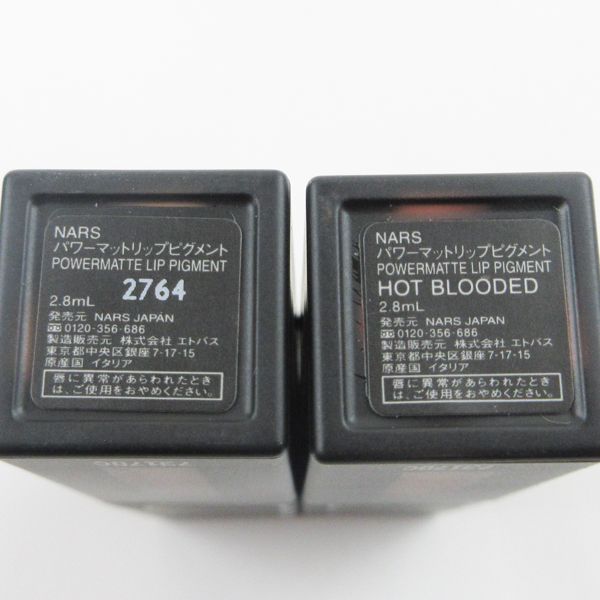 NARS
パワーマットリップピグメント
POWERMATTE LIP PIGMENT
2764
2.8mL
発売元 NARS JAPAN
0120-356-686
製造販売元 株式会社 エトバス
東京都中央区銀座7-17-15
原産国 イタリア
唇に異常があらわれたとき
は、ご使用をおやめください。
NARS
パワーマットリップピグメント
POWERMATTE LIP PIGMENT
HOT BLOODED
2.8mL
発売元 NARS JAPAN
0120-356-686
製造販売元 株式会社 エトバス
東京都中央区銀座7-17-15
原産国 イタリア
唇に異常があらわれたとき
は、ご使用をおやめください。